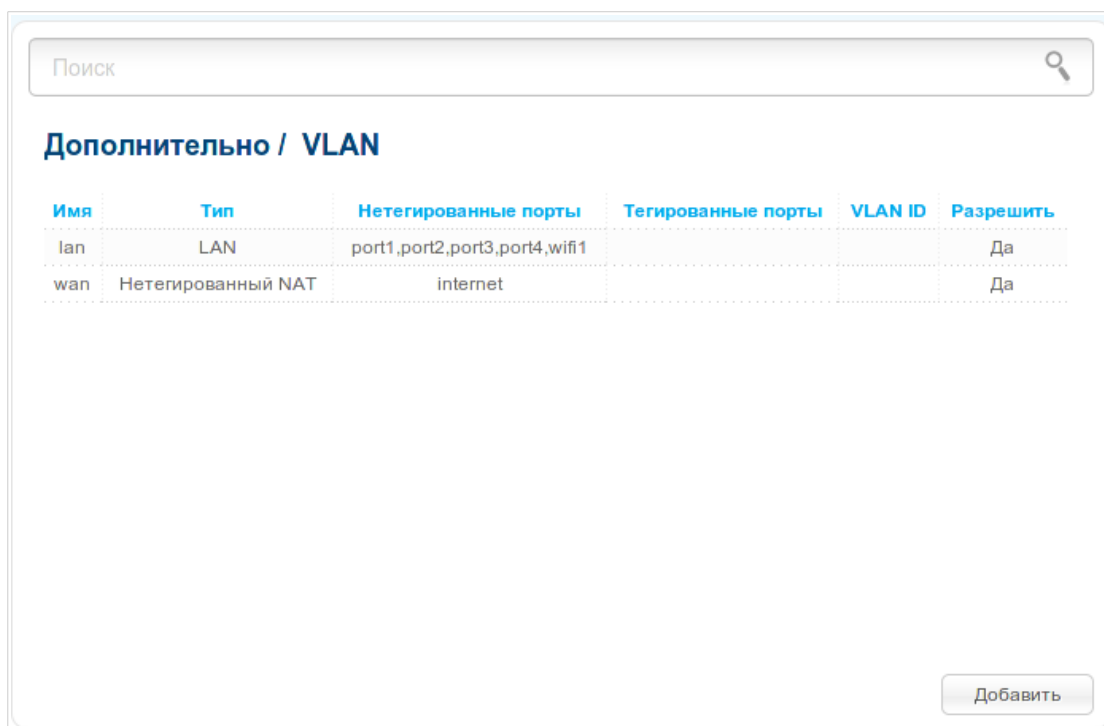 Поиск
Дополнительно / VLAN
Имя Тип Нетегированные порты Тегированные порты VLAN ID Разрешить
lan LAN port1,port2,port3,port4,wifi1 Да
wan Нетегированный NAT internet Да
Добавить